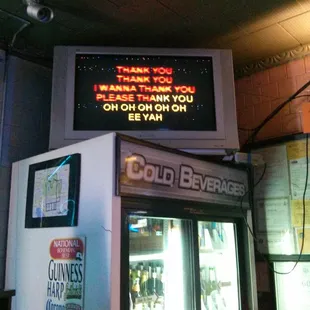 THANK YOU
THANK YOU
I WANNA THANK YOU
PLEASE THANK YOU
OH OH OH OH OH
EE YAH
COLD BEVERAGES
NATIONAL
GUINNESS
HARP